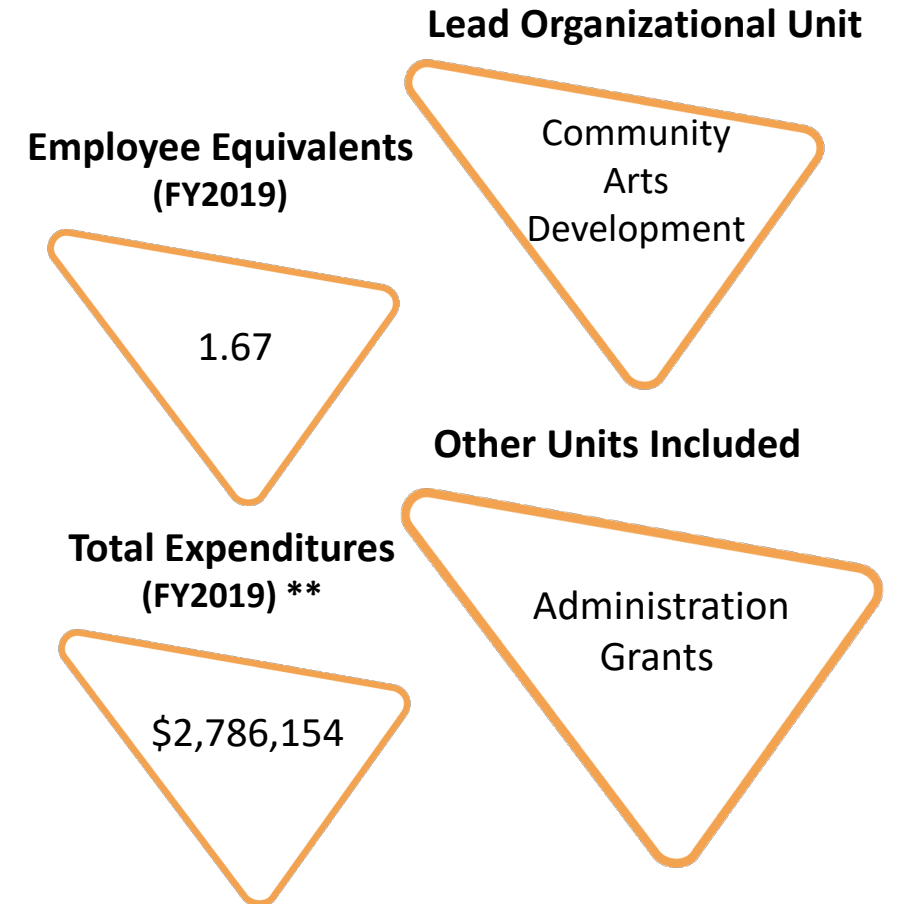 Lead Organizational Unit
Community
Arts
Development
Employee Equivalents
(FY2019)
1.67
Other Units Included
Administration
Grants
Total Expenditures
(FY2019) **
$2,786,154